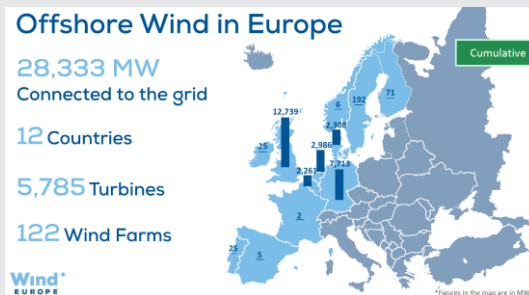 Offshore Wind in Europe
28,333 MW
Connected to the grid
12 Countries
5,785 Turbines
122 Wind Farms
Wind
EUROPE
Cumulative
71
192
6
12,739
2,308
25
2,986
2,261
7,713
2
25
5
*Figures in the map are in MW